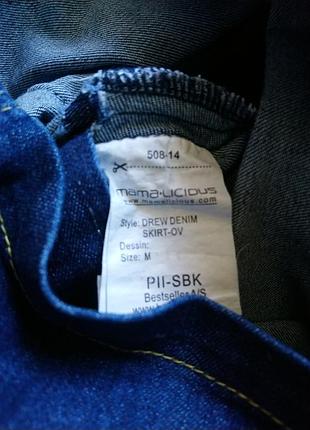 508-14
mama·licious
www.mamalicious.com
Style: DREW DENIM
SKIRT-OV
Dessin:
Size: M
PII-SBK
Bestseller A/S